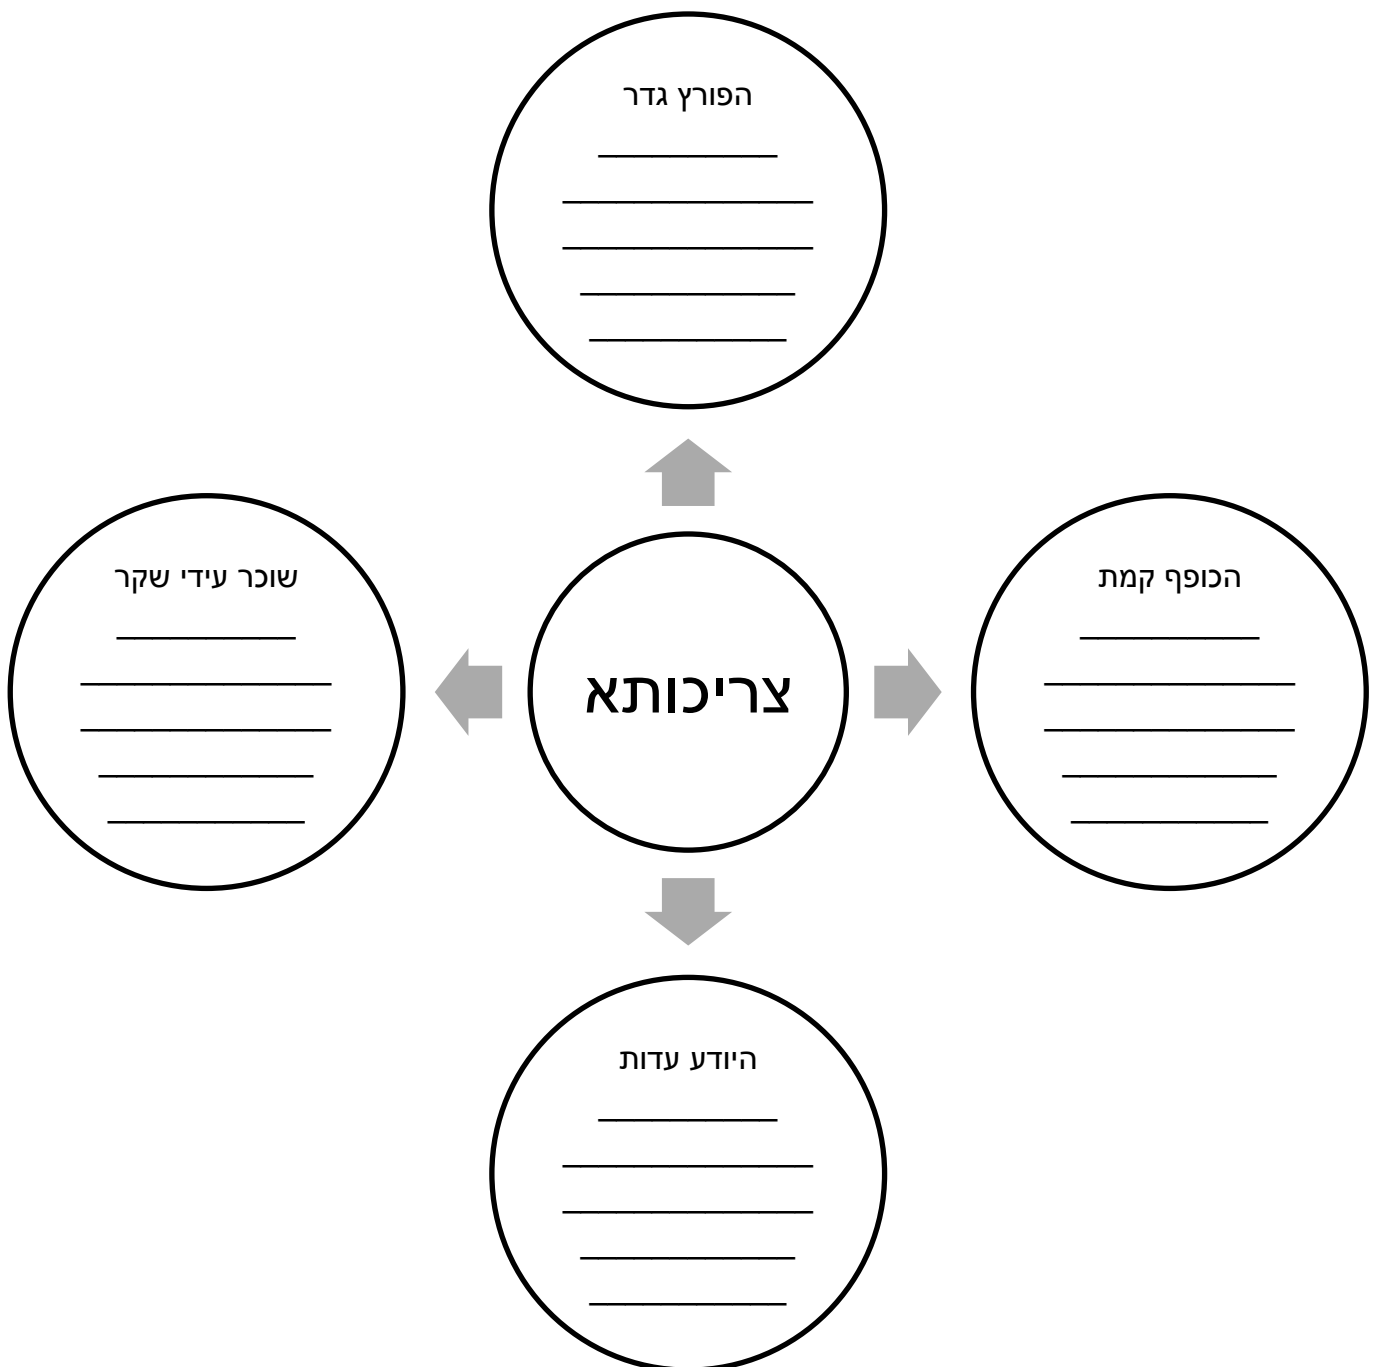 הפורץ גדר
שוכר עידי שקר
צריכותא
הכופף קמת
היודע עדות